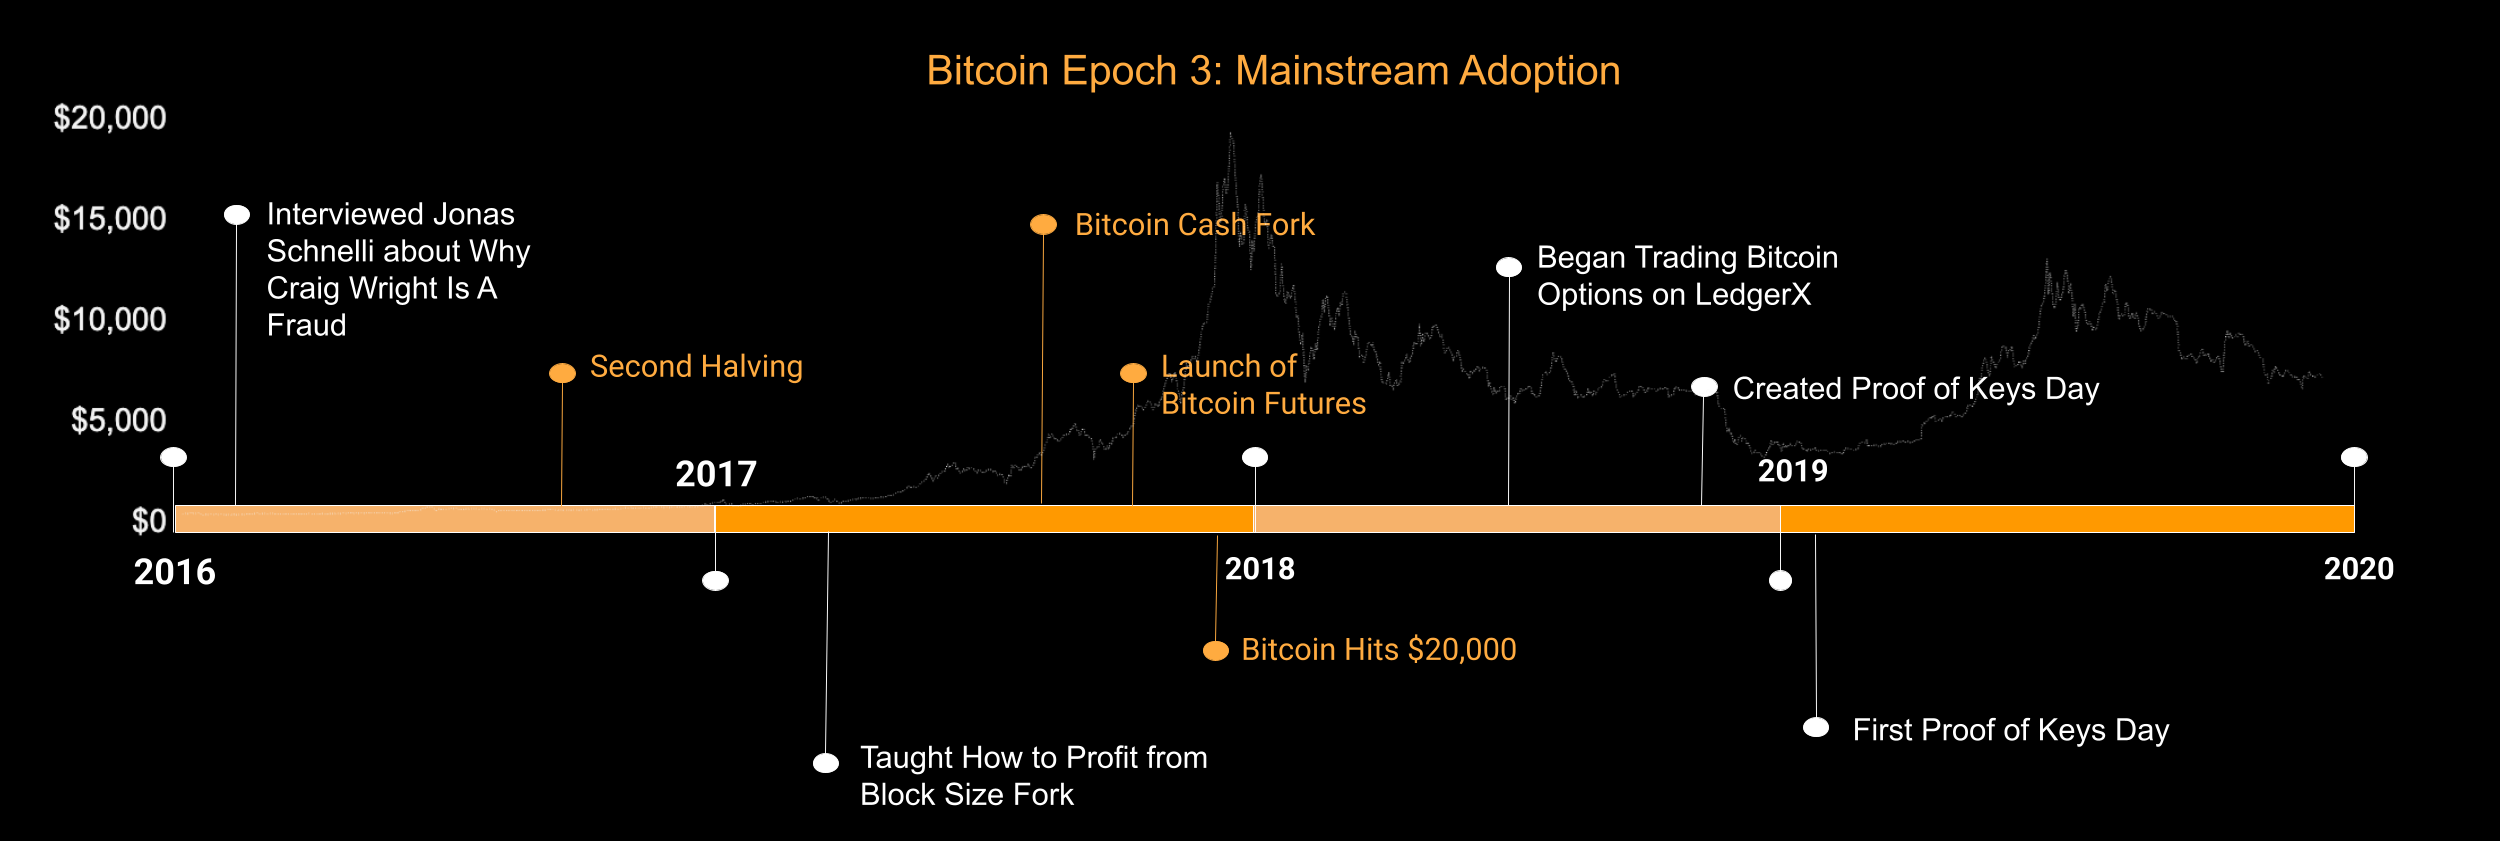 Bitcoin Epoch 3: Mainstream Adoption
$20,000
$15,000
$10,000
$5,000
$0
Interviewed Jonas
Schnelli about Why
Craig Wright Is A
Fraud
Second Halving
Bitcoin Cash Fork
Launch of
Bitcoin Futures
Began Trading Bitcoin
Options on LedgerX
Created Proof of Keys Day
2016
2017
2018
2019
2020
Bitcoin Hits $20,000
Taught How to Profit from
Block Size Fork
First Proof of Keys Day